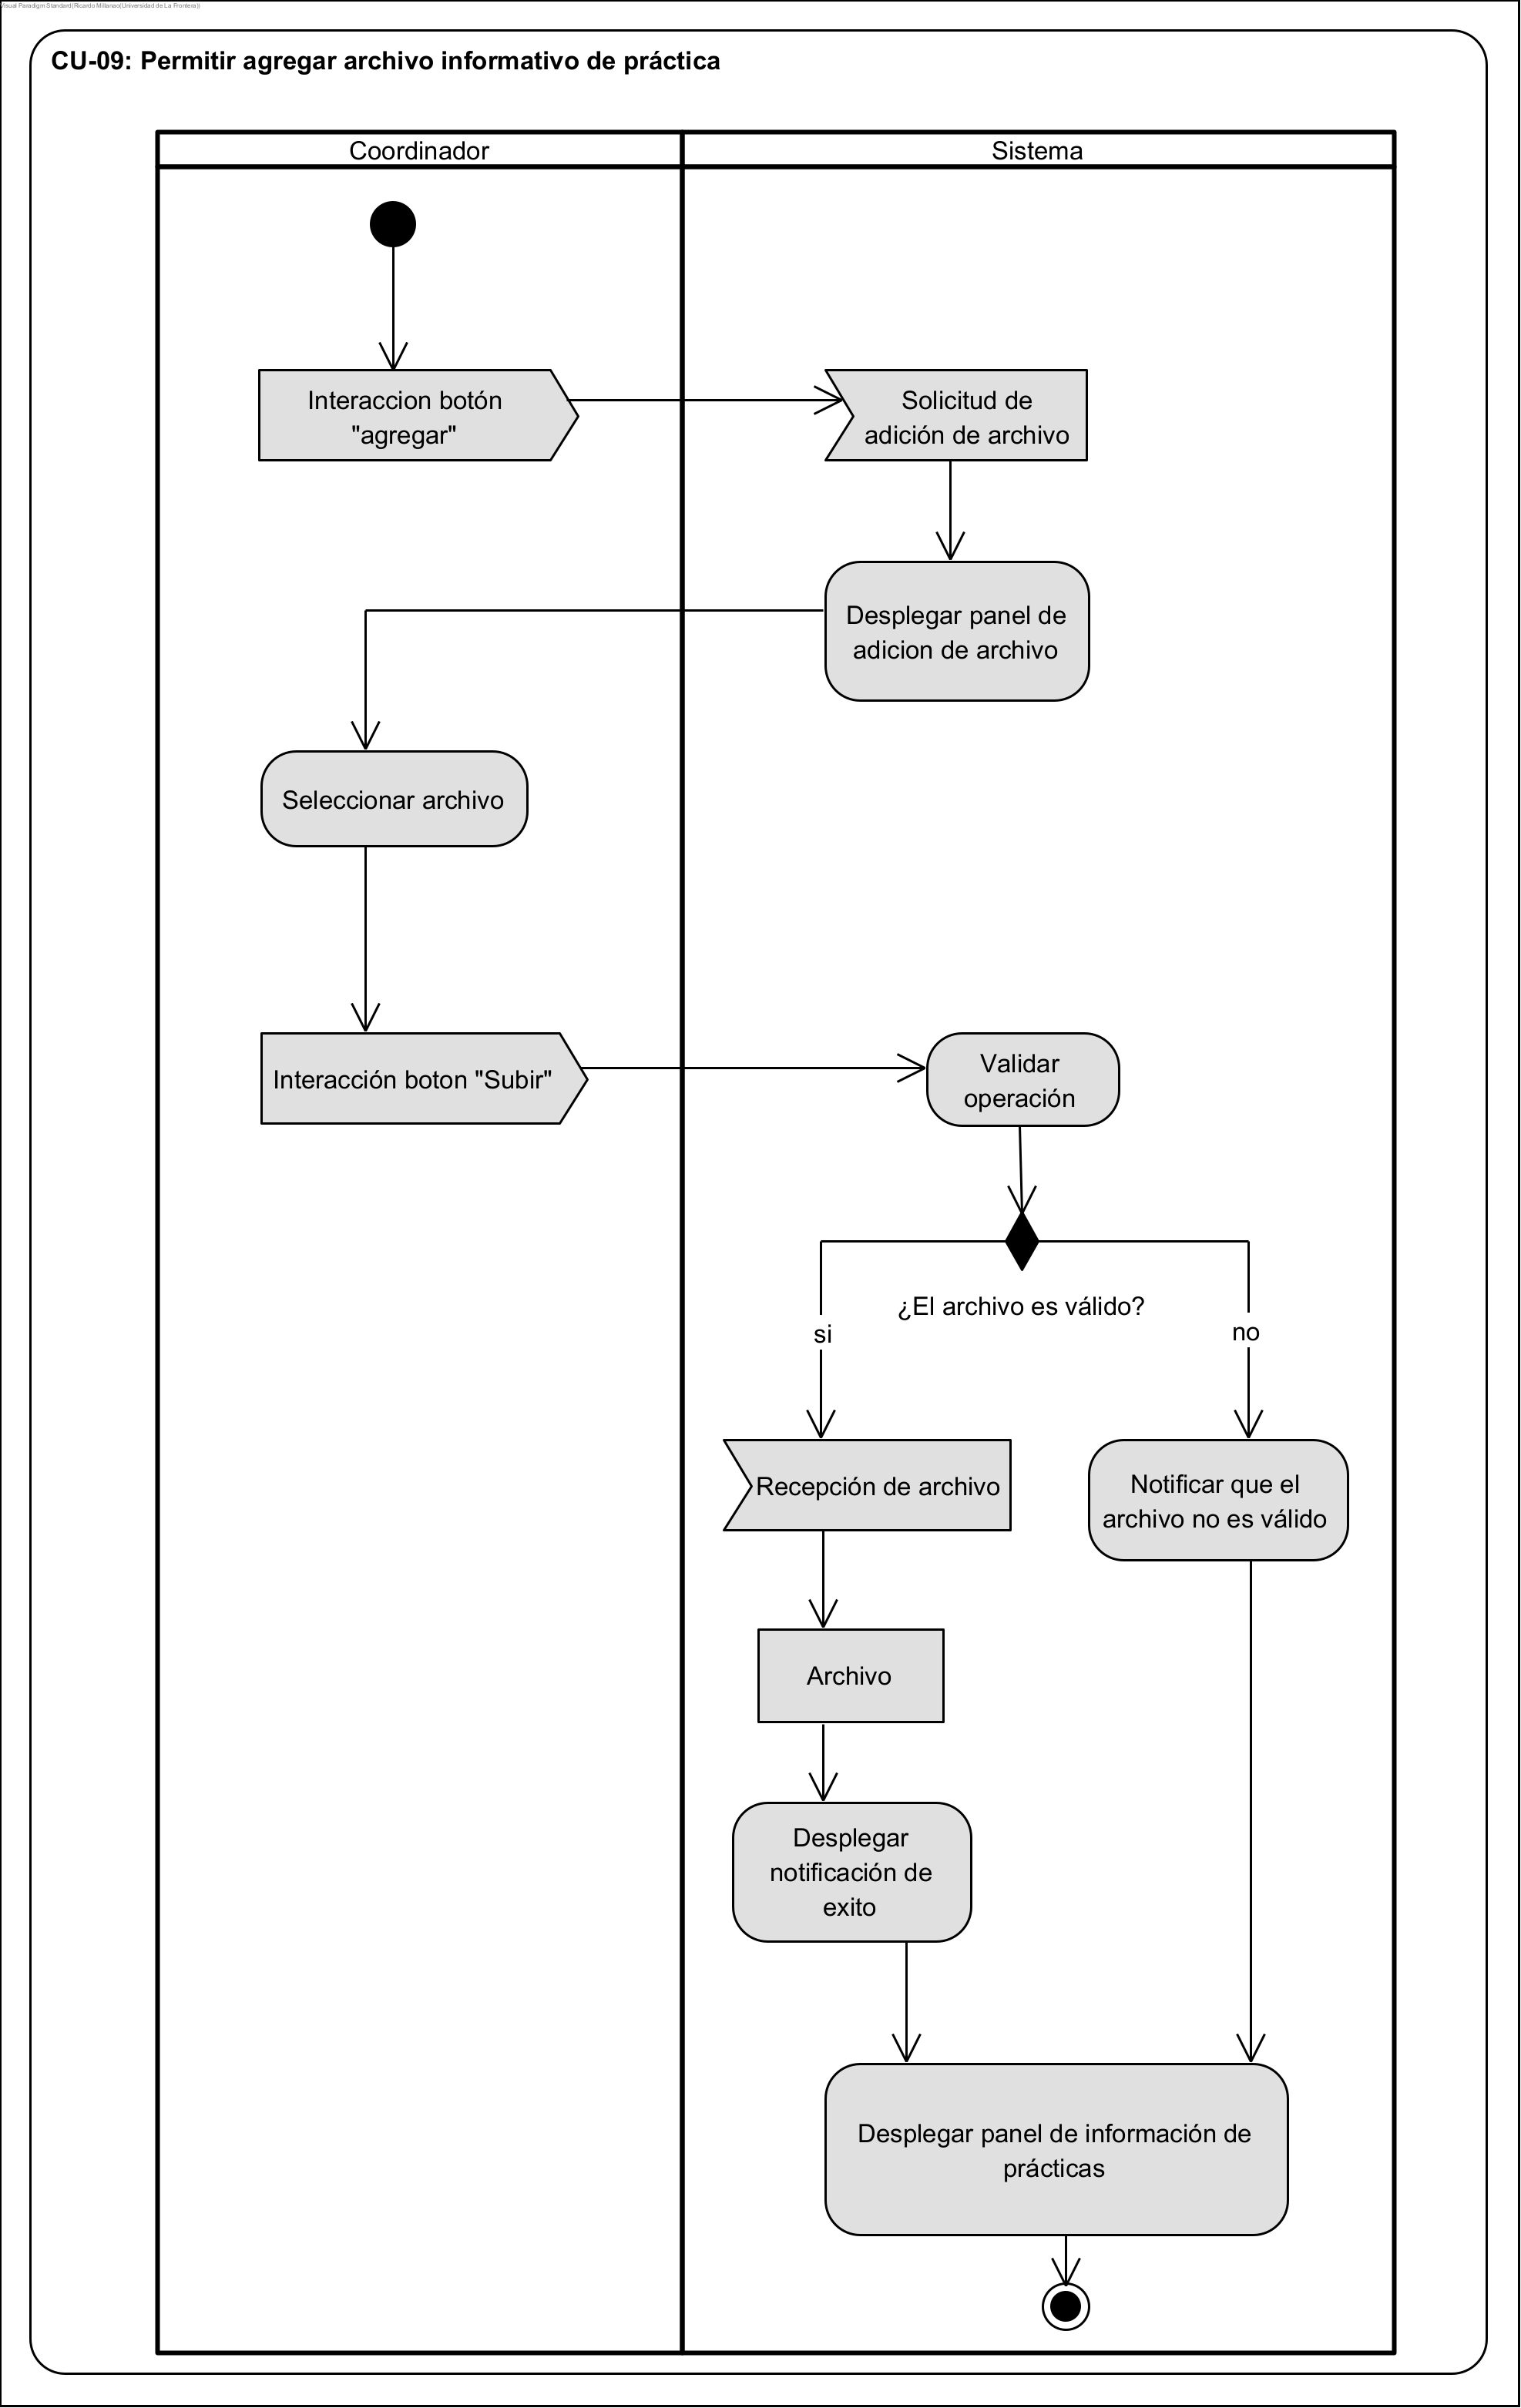 Visual Paradigm Standard(Ricardo Millanao(Universidad de La Frontera))
CU-09: Permitir agregar archivo informativo de práctica
Coordinador
Sistema
Interaccion botón
"agregar"
Solicitud de
adición de archivo
Desplegar panel de
adicion de archivo
Seleccionar archivo
Interacción boton "Subir"
Validar
operación
¿El archivo es válido?
si
no
Recepción de archivo
Notificar que el
archivo no es válido
Archivo
Desplegar
notificación de
exito
Desplegar panel de información de
prácticas